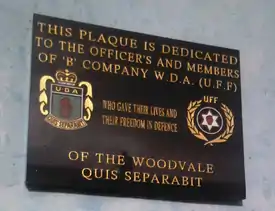 THIS PLAQUE IS DEDICATED
TO THE OFFICER'S AND MEMBERS
OF 'B' COMPANY W.D.A. (U.F.F)
UDA
UFF
WHO GAVE THEIR LIVES AND
THEIR FREEDOM IN DEFENCE
QUIS SEPARABIT
OF THE WOODVALE
QUIS SEPARABIT